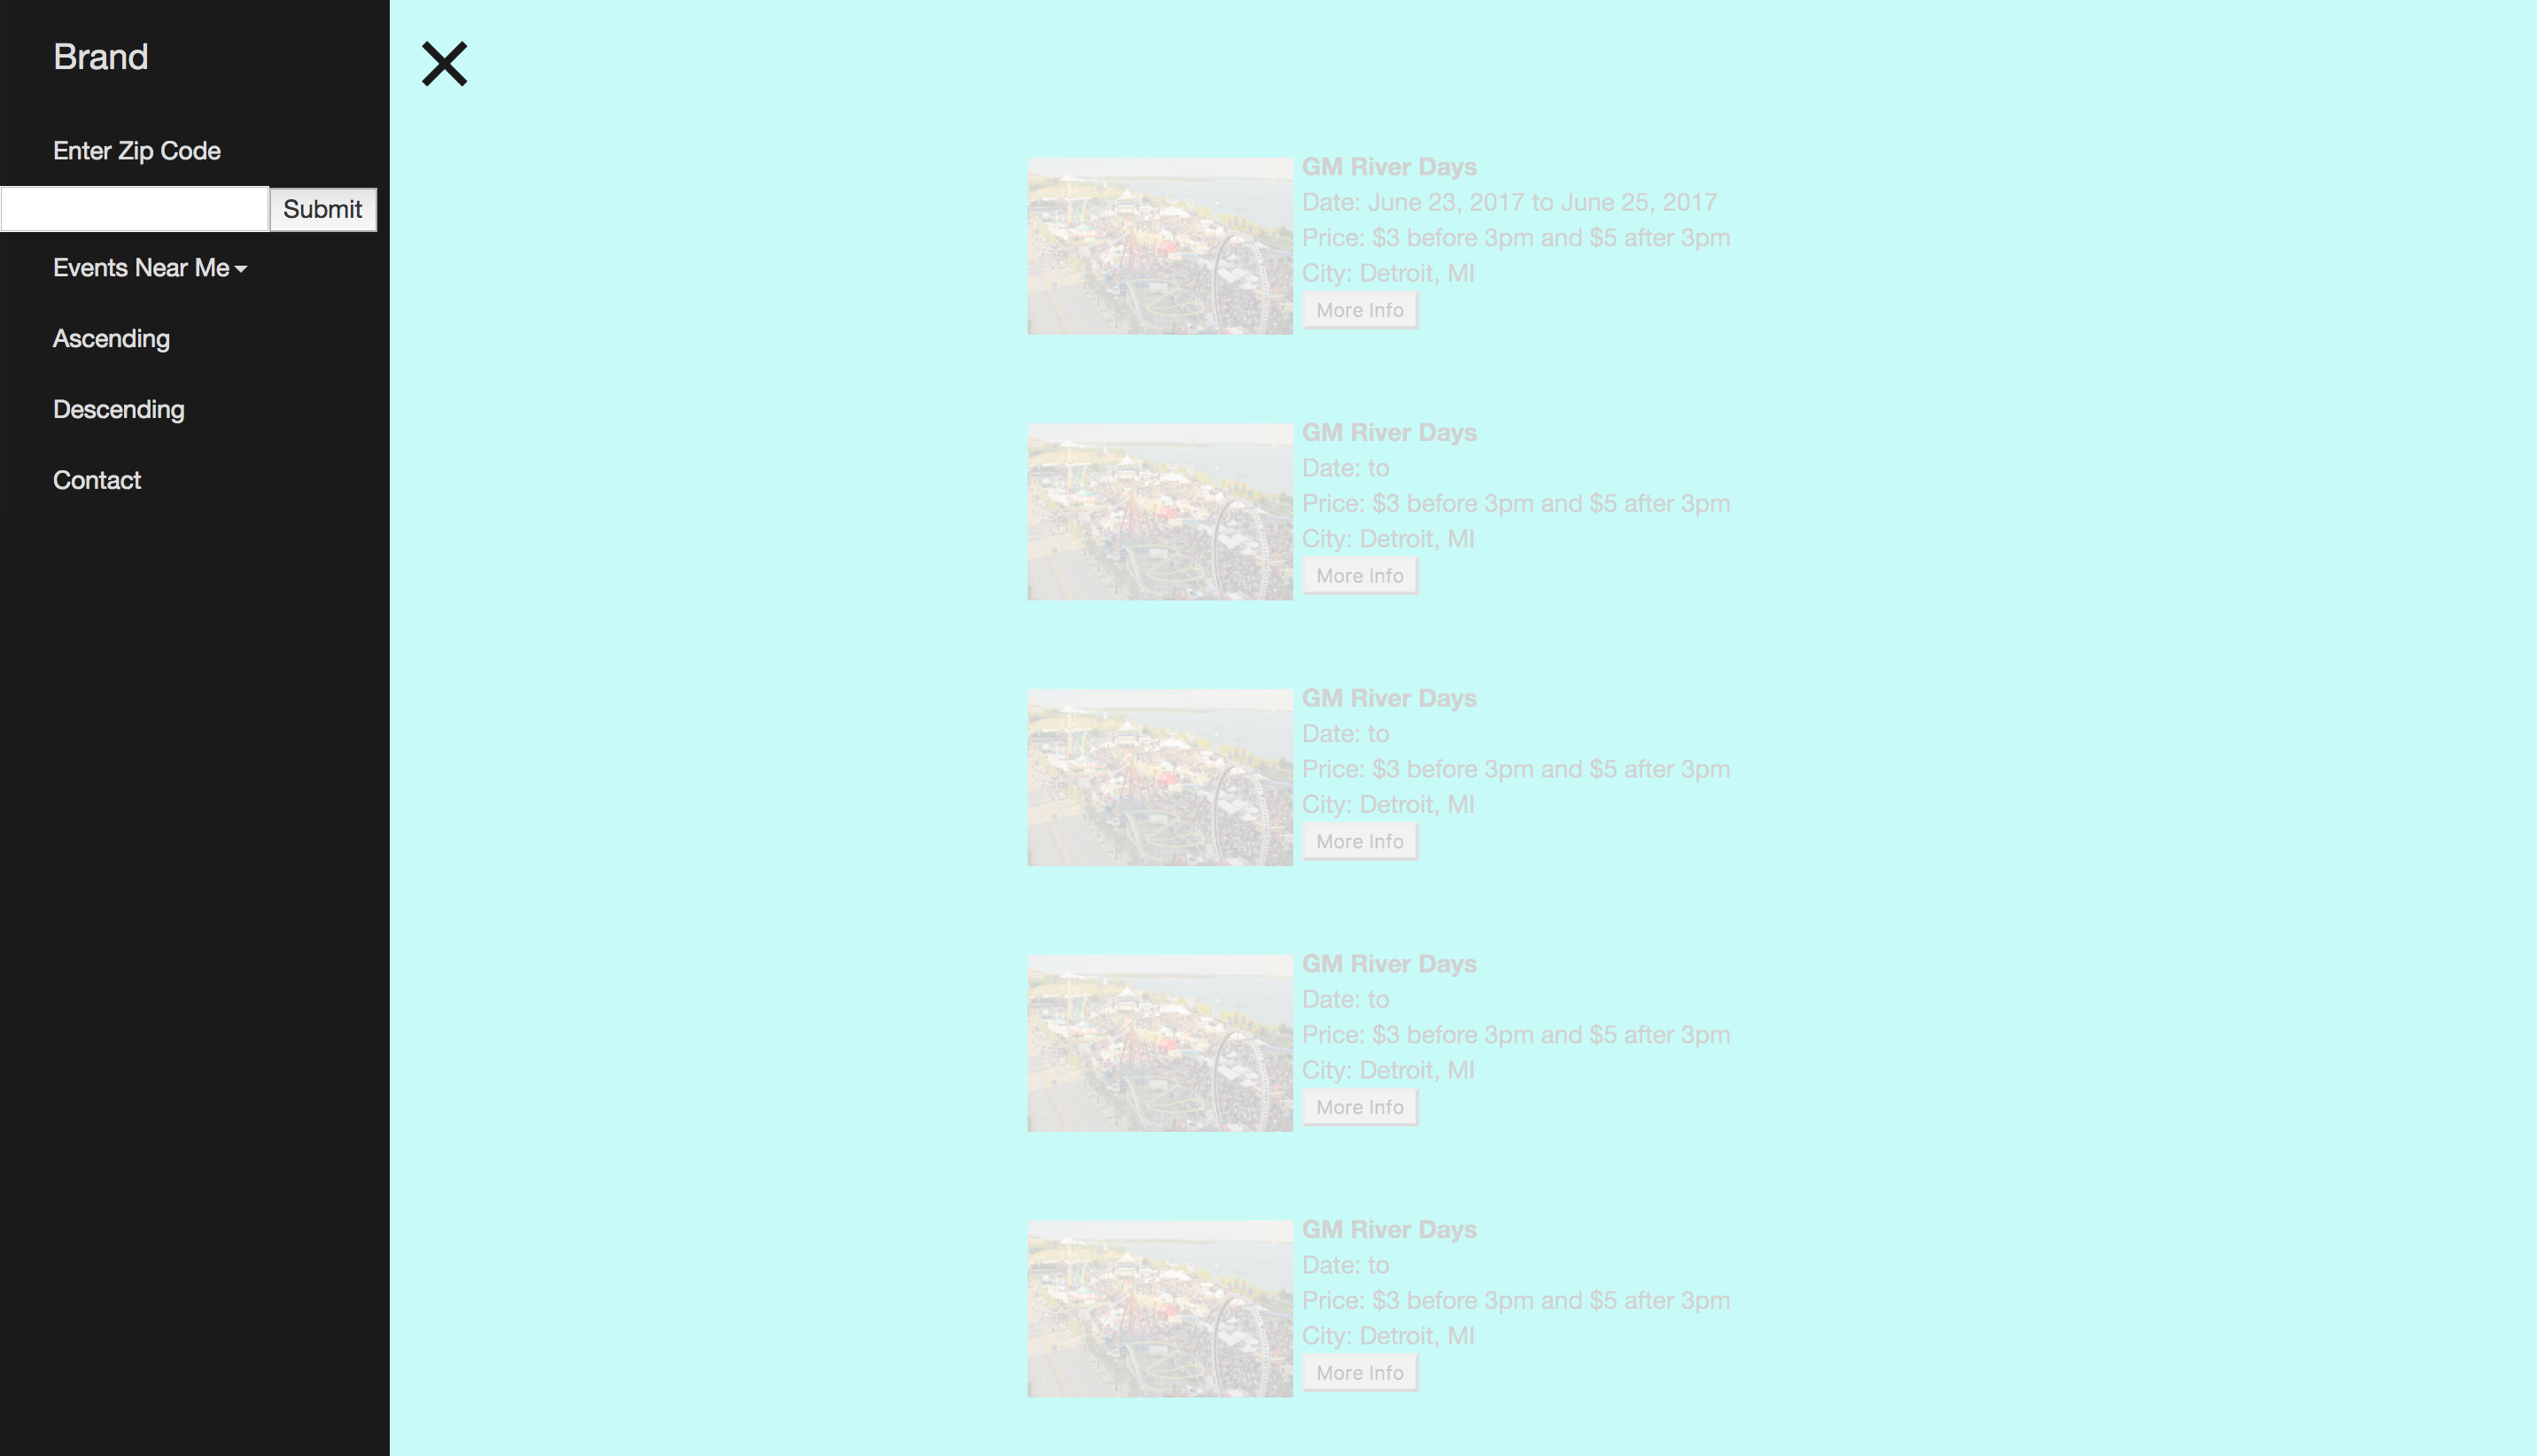 Brand
Enter Zip Code
Submit
Events Near Me
Ascending
Descending
Contact
GM River Days
Date: June 23, 2017 to June 25, 2017
Price: $3 before 3pm and $5 after 3pm
City: Detroit, MI
More Info
GM River Days
Date: to
Price: $3 before 3pm and $5 after 3pm
City: Detroit, MI
More Info
GM River Days
Date: to
Price: $3 before 3pm and $5 after 3pm
City: Detroit, MI
More Info
GM River Days
Date: to
Price: $3 before 3pm and $5 after 3pm
City: Detroit, MI
More Info
GM River Days
Date: to
Price: $3 before 3pm and $5 after 3pm
City: Detroit, MI
More Info